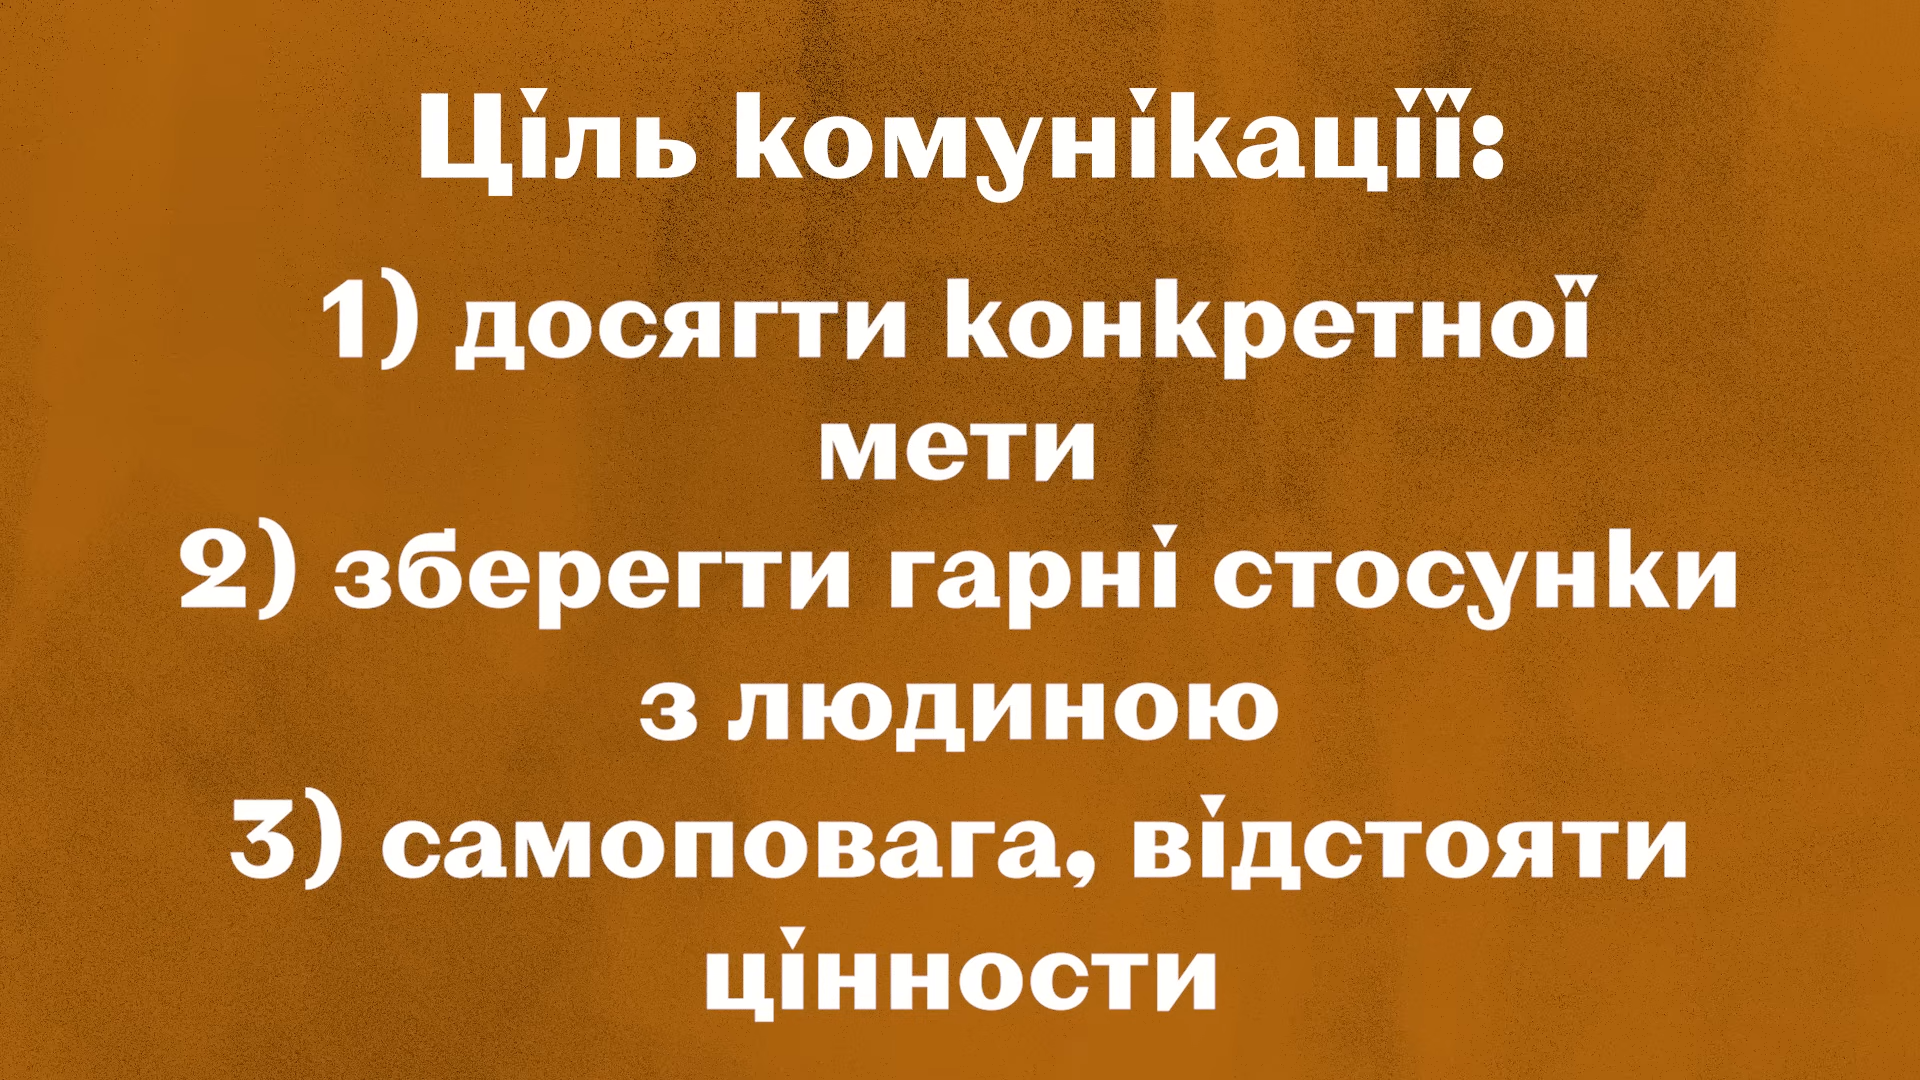 Ціль комунікації:
1) досягти конкретної
мети
2) зберегти гарні стосунки
з людиною
3) самоповага, відстояти
цінности